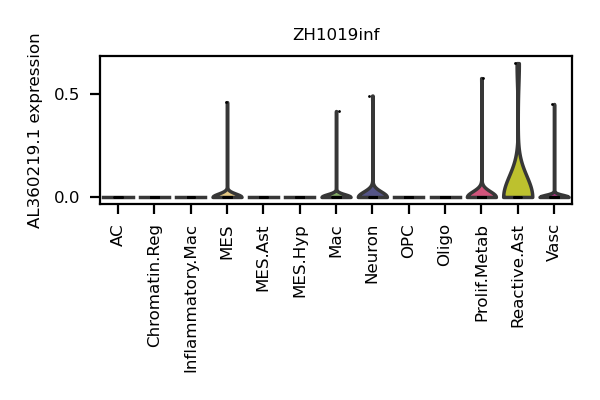 ZH1019inf
AL360219.1 expression
0.5
0.0
AC
Chromatin.Reg
Inflammatory.Mac
MES
MES.Ast
MES.Hyp
Mac
Neuron
OPC
Oligo
Prolif.Metab
Reactive.Ast
Vasc